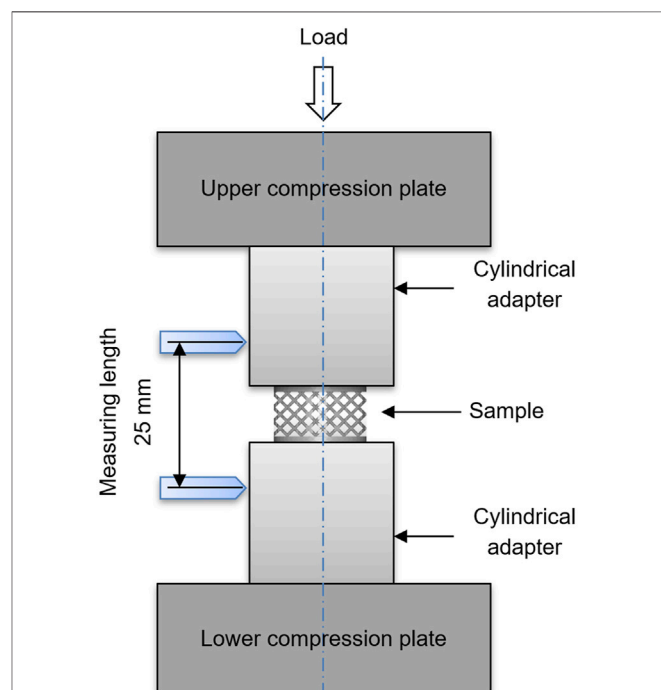 Load
Upper compression plate
Cylindrical
adapter
Measuring length
25 mm
Sample
Cylindrical
adapter
Lower compression plate